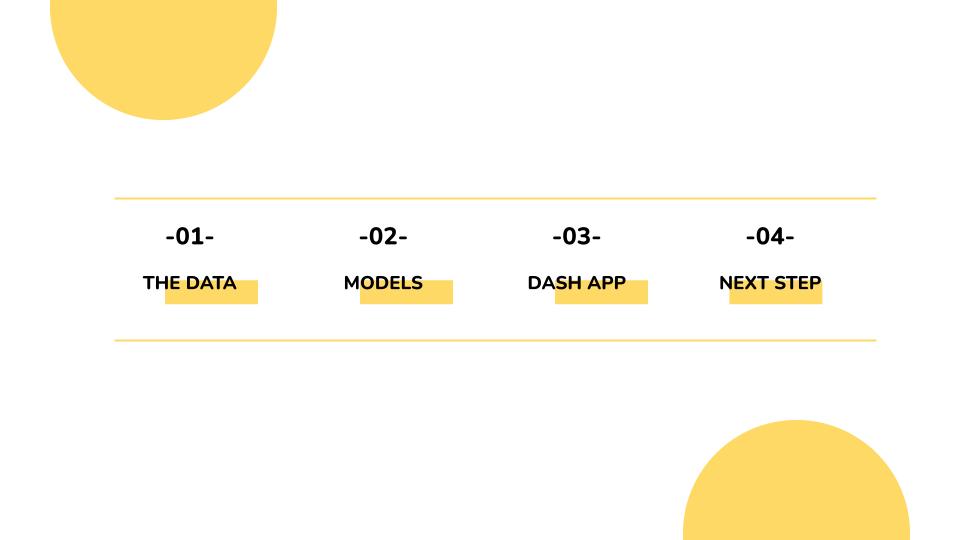 -01-
THE DATA
-02-
MODELS
-03-
DASH APP
-04-
NEXT STEP